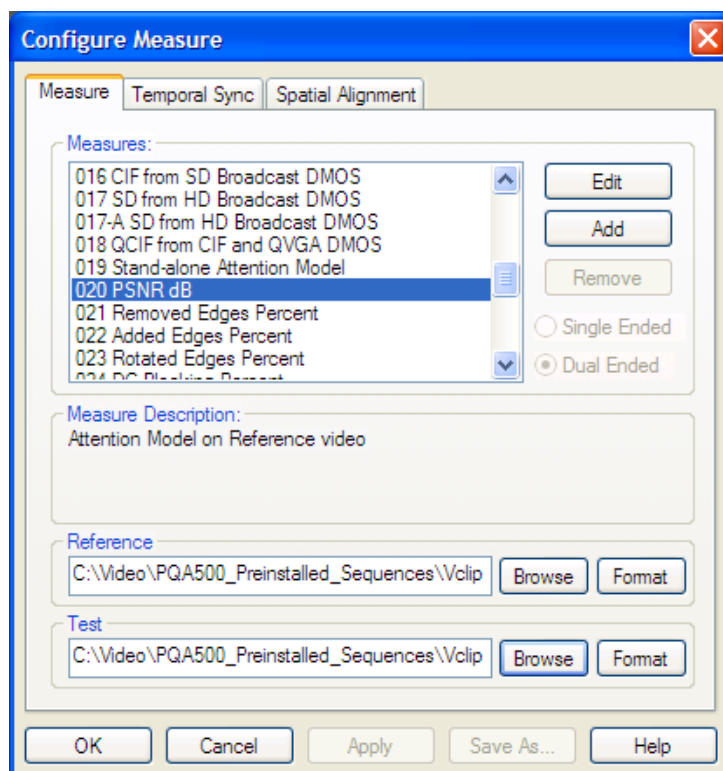 Configure Measure
Measure
Temporal Sync
Spatial Alignment
Measures:
016 CIF from SD Broadcast DMOS
017 SD from HD Broadcast DMOS
017-A SD from HD Broadcast DMOS
018 QCIF from CIF and QVGA DMOS
019 Stand-alone Attention Model
020 PSNR dB
021 Removed Edges Percent
022 Added Edges Percent
023 Rotated Edges Percent
024 DC Blocking Percent
Edit
Add
Remove
Single Ended
Dual Ended
Measure Description:
Attention Model on Reference video
Reference
C:\Video\PQA500_Preinstalled_Sequences\Vclip
Browse
Format
Test
C:\Video\PQA500_Preinstalled_Sequences\Vclip
Browse
Format
OK
Cancel
Apply
Save As...
Help